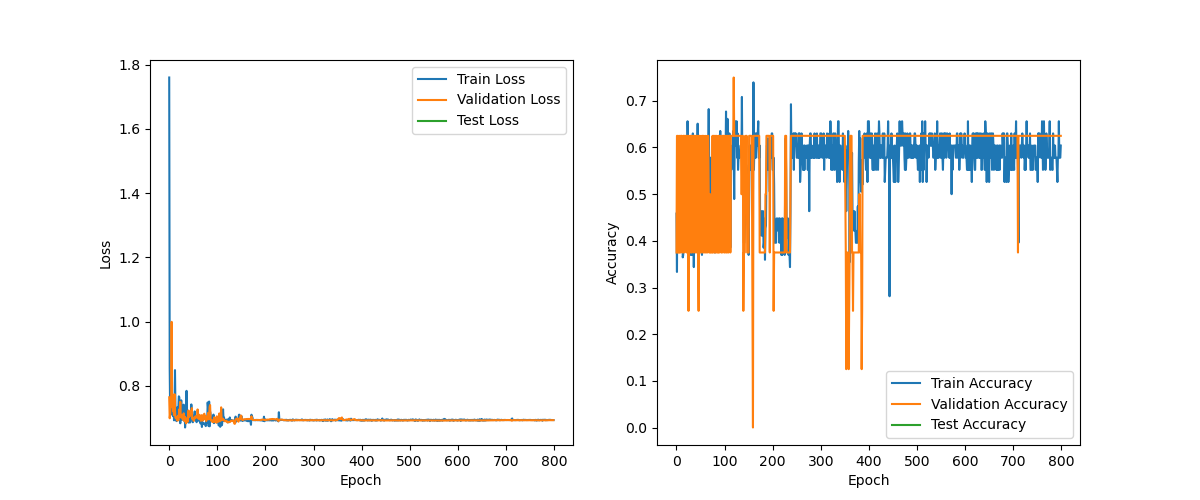 1.8
1.6
1.4
1.2
1.0
0.8
0 100 200 300 400 500 600 700 800
Loss
Epoch
Train Loss
Validation Loss
Test Loss
0.7
0.6
0.5
0.4
0.3
0.2
0.1
0.0
0 100 200 300 400 500 600 700 800
Accuracy
Epoch
Train Accuracy
Validation Accuracy
Test Accuracy